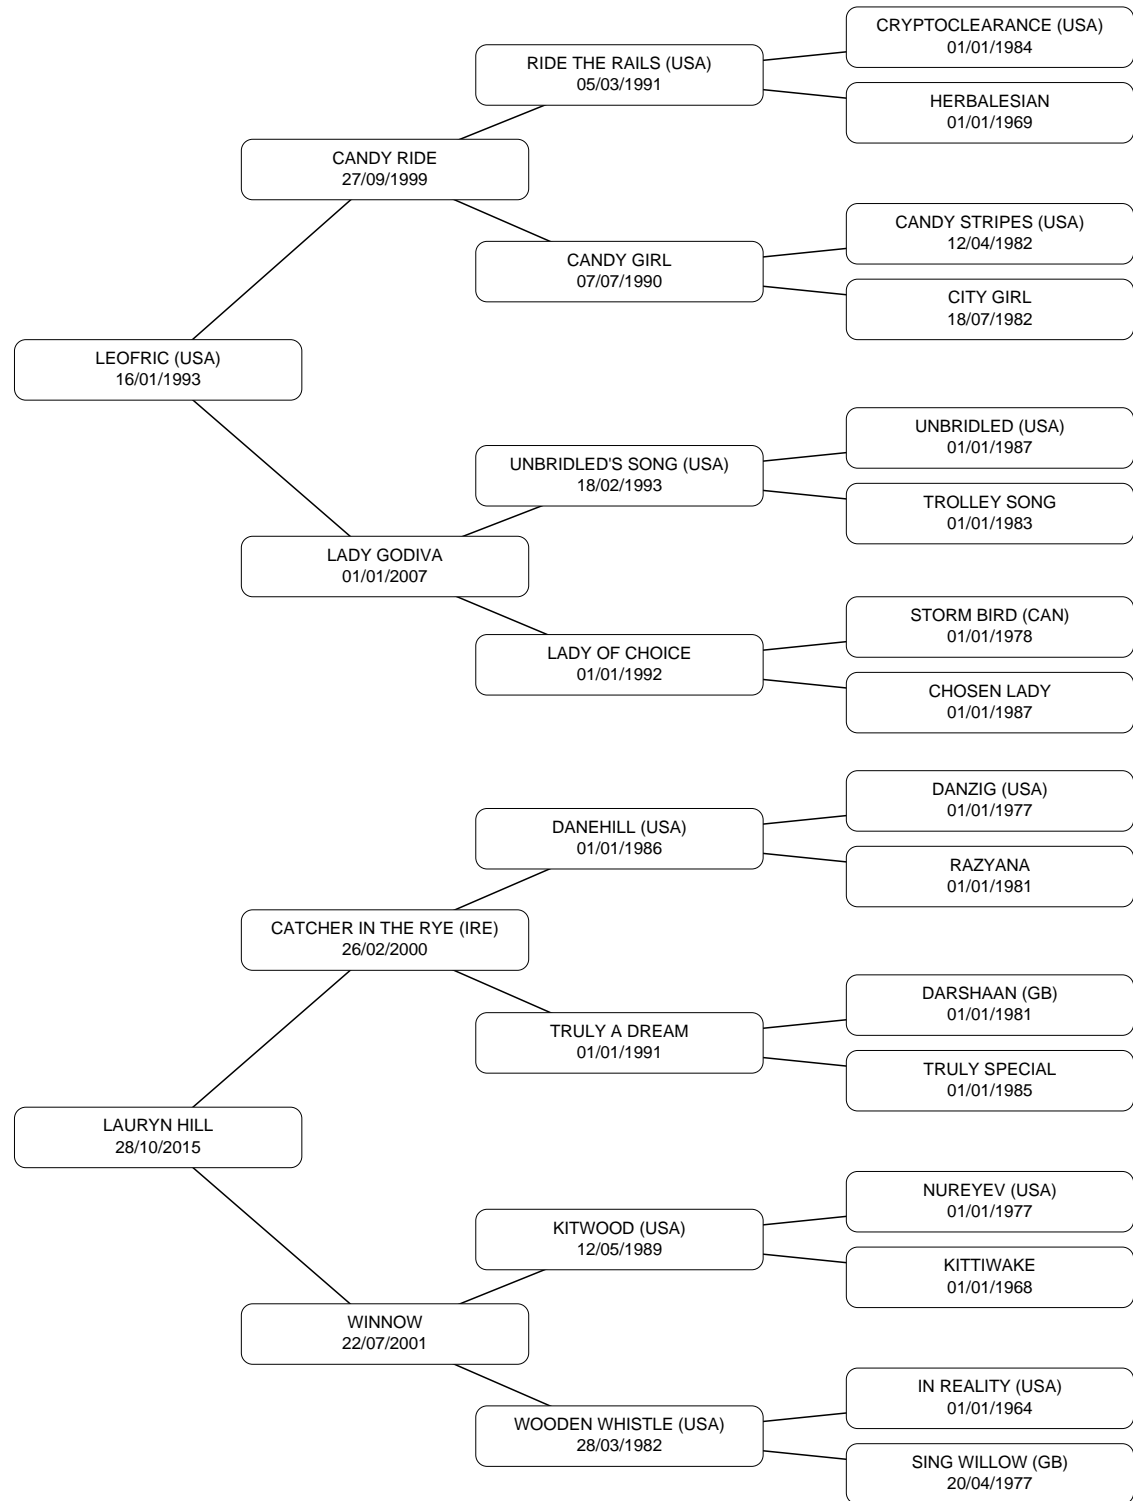 CRYPTOCLEARANCE (USA)
01/01/1984
RIDE THE RAILS (USA)
05/03/1991
HERBALESIAN
01/01/1969
CANDY RIDE
27/09/1999
CANDY STRIPES (USA)
12/04/1982
CANDY GIRL
07/07/1990
CITY GIRL
18/07/1982
LEOFRIC (USA)
16/01/1993
UNBRIDLED (USA)
01/01/1987
UNBRIDLED'S SONG (USA)
18/02/1993
TROLLEY SONG
01/01/1983
LADY GODIVA
01/01/2007
STORM BIRD (CAN)
01/01/1978
LADY OF CHOICE
01/01/1992
CHOSEN LADY
01/01/1987
DANZIG (USA)
01/01/1977
DANEHILL (USA)
01/01/1986
RAZYANA
01/01/1981
CATCHER IN THE RYE (IRE)
26/02/2000
DARSHAAN (GB)
01/01/1981
TRULY A DREAM
01/01/1991
TRULY SPECIAL
01/01/1985
LAURYN HILL
28/10/2015
NUREYEV (USA)
01/01/1977
KITWOOD (USA)
12/05/1989
KITTIWAKE
01/01/1968
WINNOW
22/07/2001
IN REALITY (USA)
01/01/1964
WOODEN WHISTLE (USA)
28/03/1982
SING WILLOW (GB)
20/04/1977